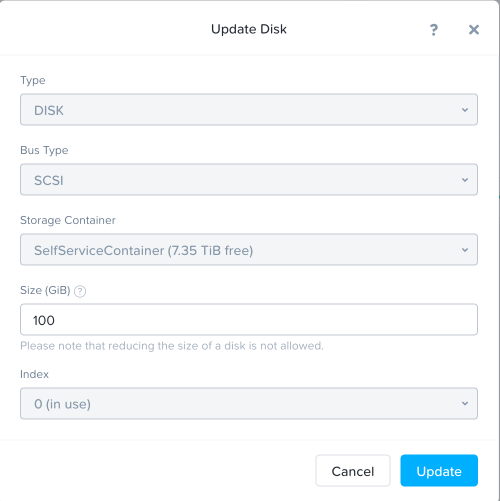 Update Disk
?
Type
DISK
Bus Type
SCSI
Storage Container
SelfServiceContainer (7.35 TiB free)
Size (GiB) ?
100
Please note that reducing the size of a disk is not allowed.
Index
0 (in use)
Cancel
Update